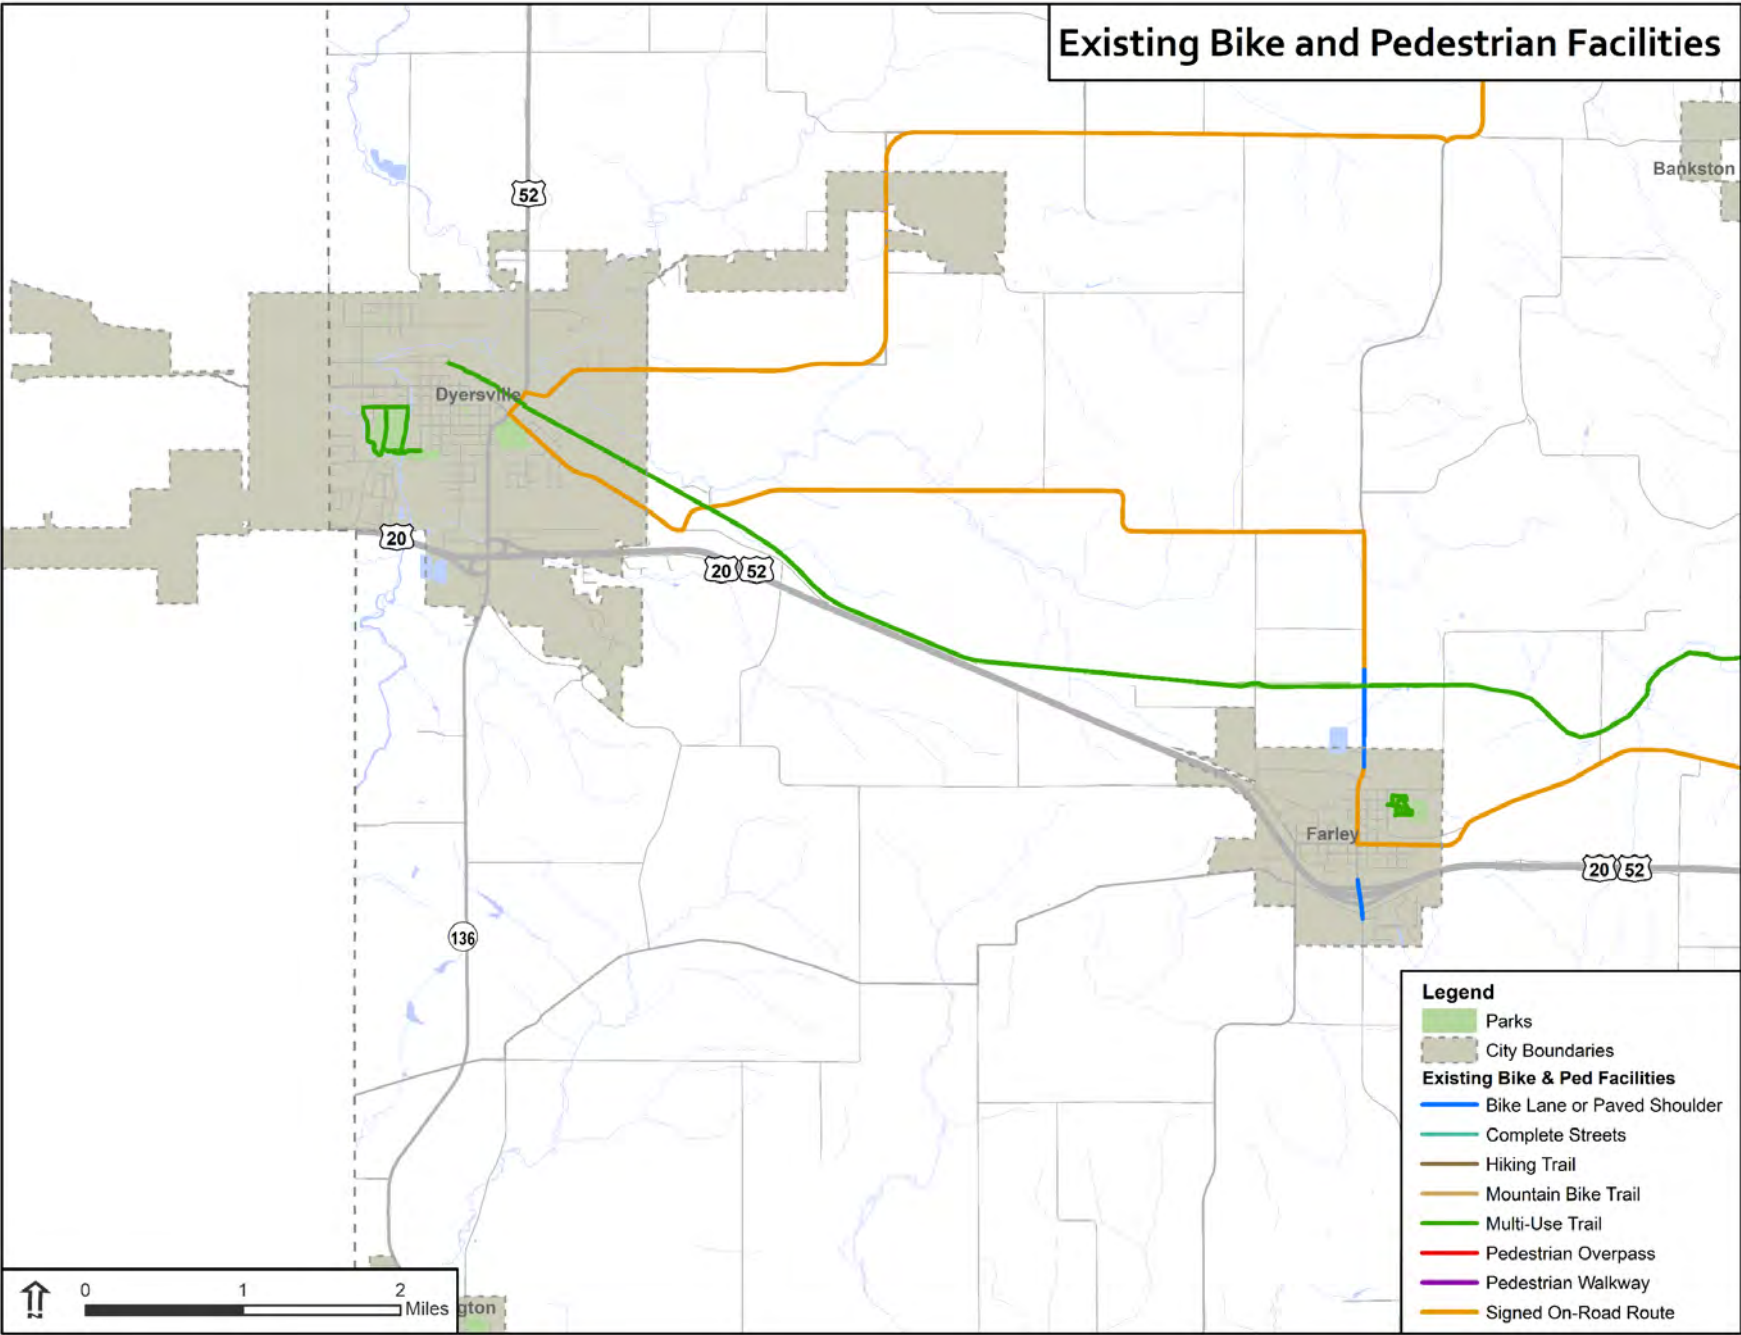 Existing Bike and Pedestrian Facilities
Bankston
52
Dyersville
20
20 52
Farley
20 52
136
Legend
Parks
City Boundaries
Existing Bike & Ped Facilities
Bike Lane or Paved Shoulder
Complete Streets
Hiking Trail
Mountain Bike Trail
Multi-Use Trail
Pedestrian Overpass
Pedestrian Walkway
Signed On-Road Route
N
0 1 2
Miles
gton